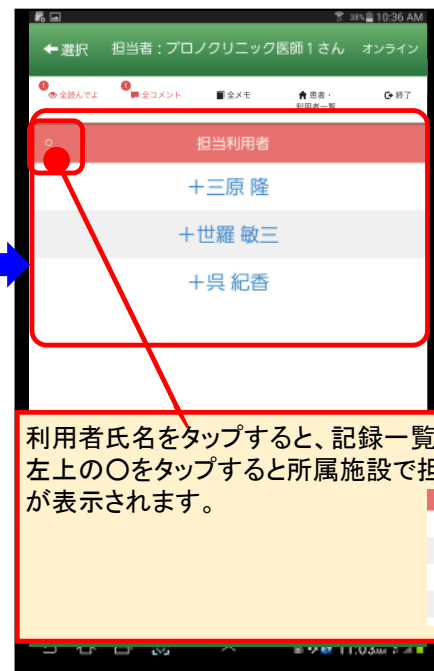 38% 10:36 AM
選択 担当者：プロノクリニック医師１さん オンライン
全読んでよ 全コメント 全メモ 患者・ 終了
利用者一覧
担当利用者
＋三原 隆
＋世羅 敏三
＋呉 紀香
利用者氏名をタップすると、記録一覧
左上の〇をタップすると所属施設で担
が表示されます。
11:03AM